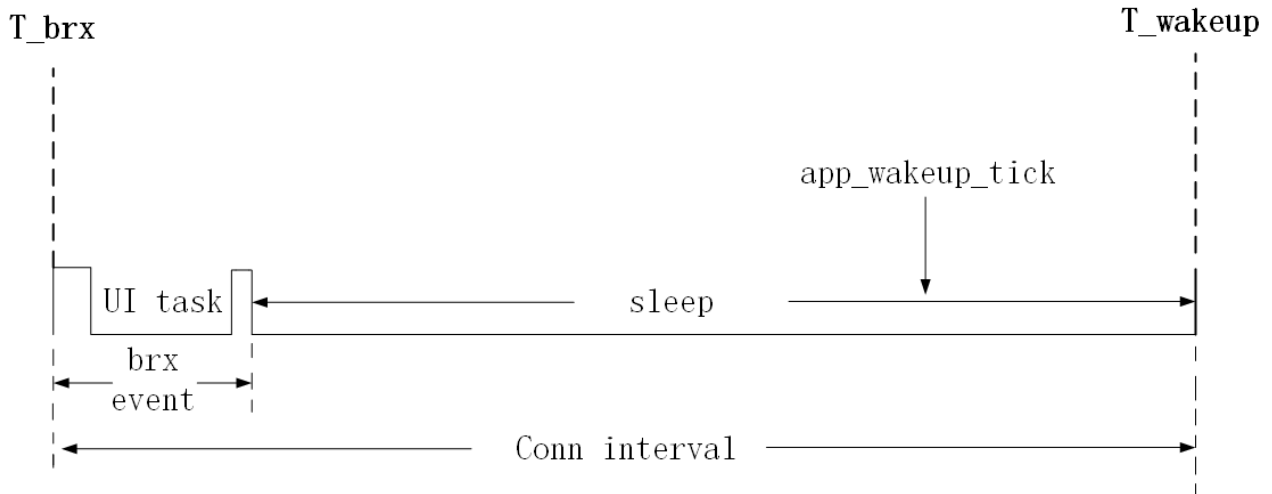 T_brx
T_wakeup
app_wakeup_tick
UI task
sleep
brx
event
Conn interval